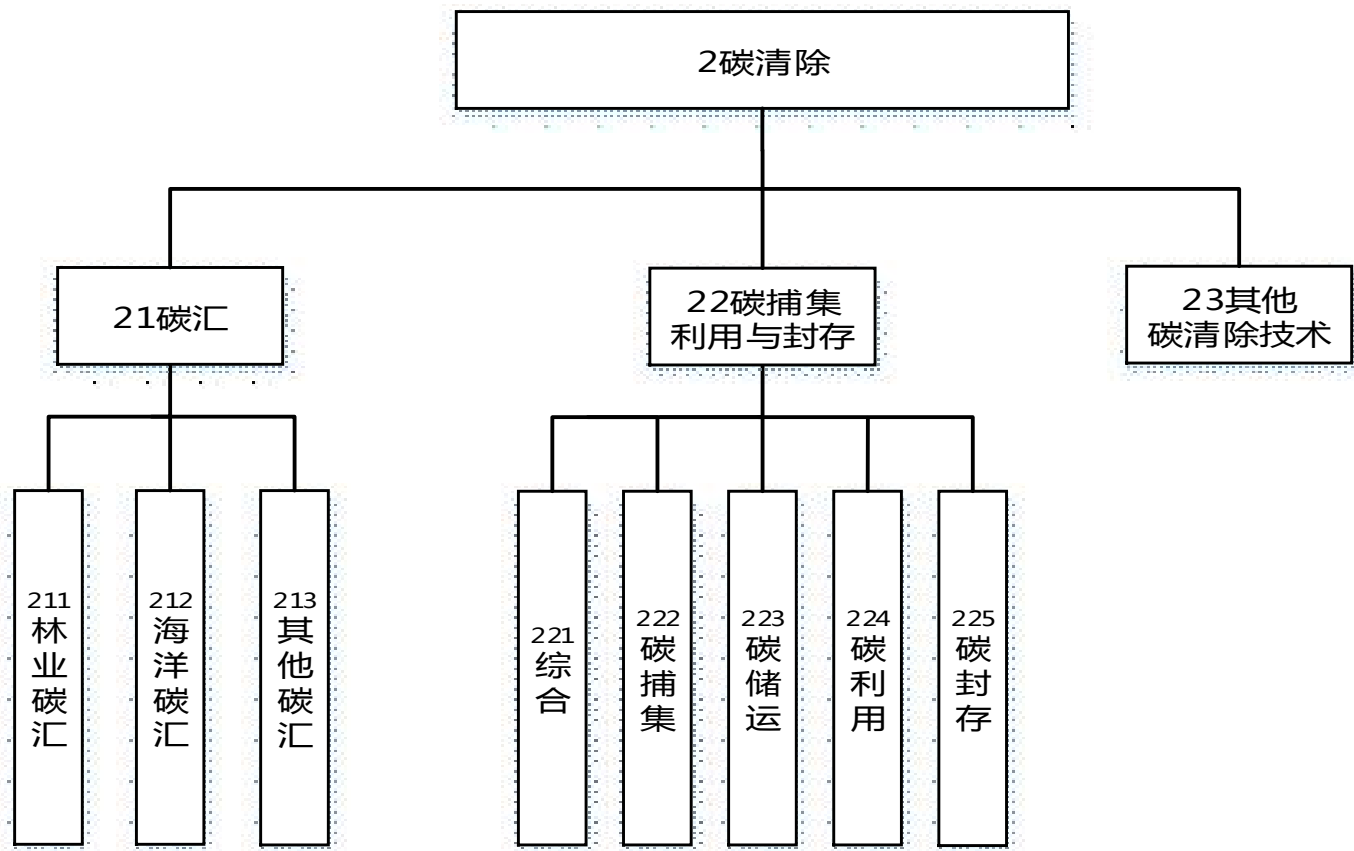 2碳清除
21碳汇
22碳捕集
利用与封存
23其他
碳清除技术
211
林业碳汇
212
海洋碳汇
213
其他碳汇
221
综合
222
碳捕集
223
碳储运
224
碳利用
225
碳封存